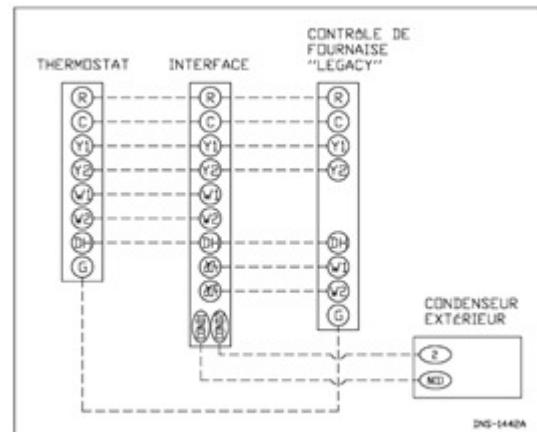 CONTRÔLE DE
FOURNAISE
"LEGACY"
THERMOSTAT
INTERFACE
R
R
R
C
C
C
Y1
Y1
Y1
Y2
Y2
Y2
W1
W1
W2
W2
DH
DH
DH
G
W1
W2
G
CONDENSEUR
EXTÉRIEUR
2
DNS-1442A